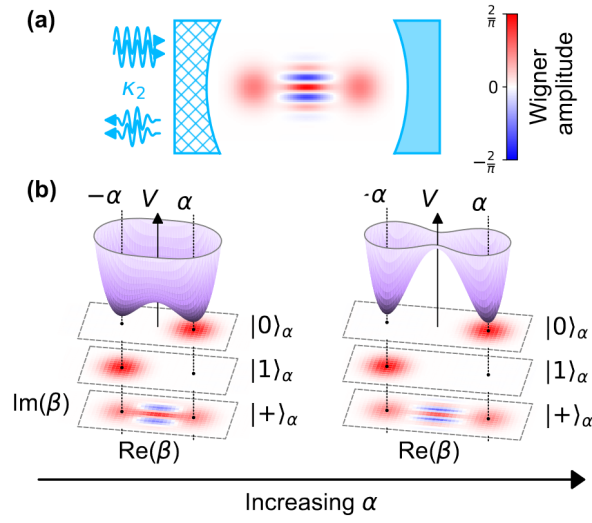 (a)
κ₂
2/π
0
−2/π
Wigner amplitude
(b)
−α V α
-α V α
|0⟩α
|0⟩α
|1⟩α
|1⟩α
Im(β)
|+⟩α
|+⟩α
Re(β)
Re(β)
Increasing α